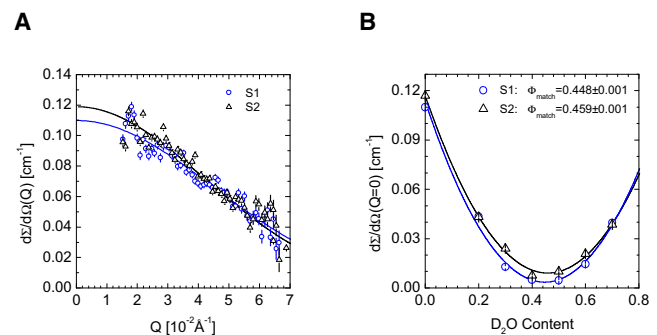 A
B
0.14
0.12
0.10
0.08
0.06
0.04
0.02
0.00
dΣ/dΩ(Q) [cm⁻¹]
S1
S2
0 1 2 3 4 5 6 7
Q [10⁻²Å⁻¹]
0.12
0.09
0.06
0.03
0.00
dΣ/dΩ(Q=0) [cm⁻¹]
S1: Φmatch=0.448±0.001
S2: Φmatch=0.459±0.001
0.0 0.2 0.4 0.6 0.8
D₂O Content